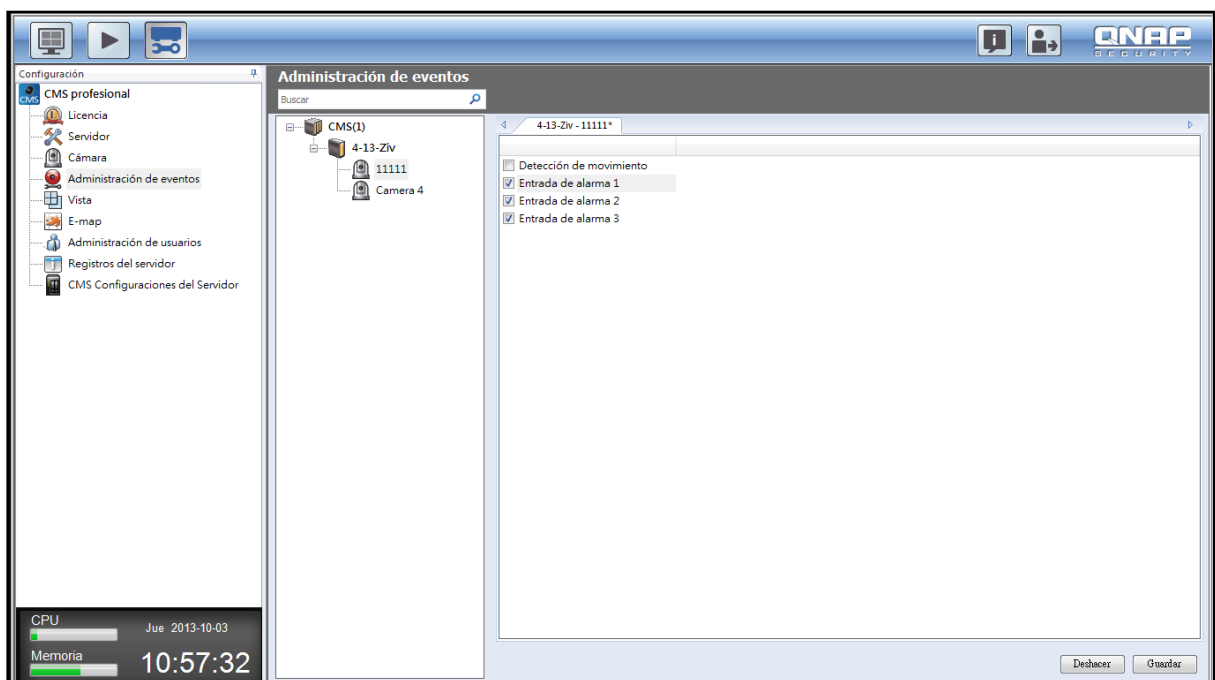 QNAP
SECURITY
Configuración
CMS
CMS profesional
Licencia
Servidor
Cámara
Administración de eventos
Vista
E-map
Administración de usuarios
Registros del servidor
CMS Configuraciones del Servidor
CPU
Jue 2013-10-03
Memoria
10:57:32
Administración de eventos
Buscar
CMS(1)
4-13-Ziv
11111
Camera 4
4-13-Ziv - 11111*
Detección de movimiento
Entrada de alarma 1
Entrada de alarma 2
Entrada de alarma 3
Deshacer
Guardar